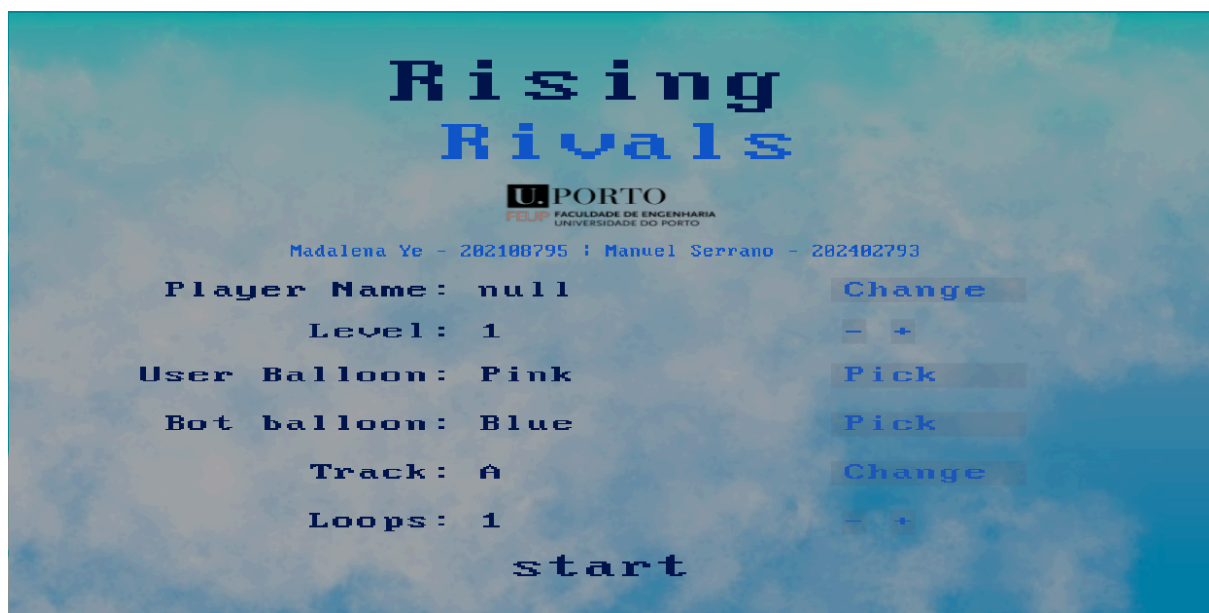 Rising
Rivals
U. PORTO
FEUP FACULDADE DE ENGENHARIA
UNIVERSIDADE DO PORTO
Madalena Ye - 202108795 | Manuel Serrano - 202402793
Player Name: null Change
Level: 1 - +
User Balloon: Pink Pick
Bot balloon: Blue Pick
Track: A Change
Loops: 1 - +
start